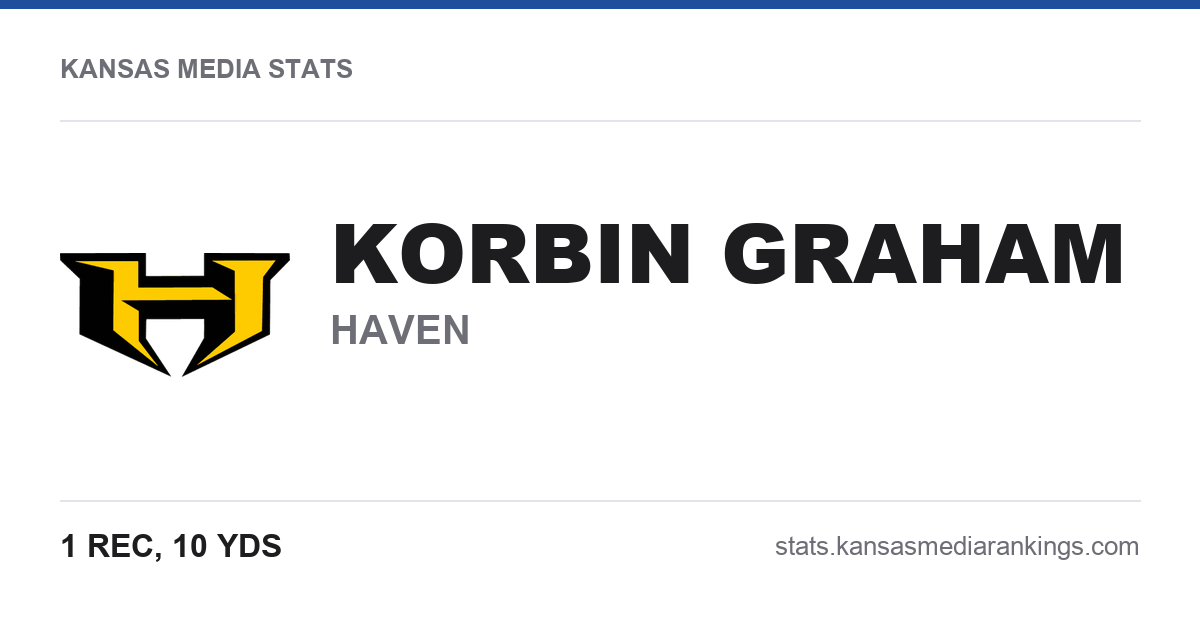 KANSAS MEDIA STATS
KORBIN GRAHAM
HAVEN
1 REC, 10 YDS
stats.kansasmediarankings.com